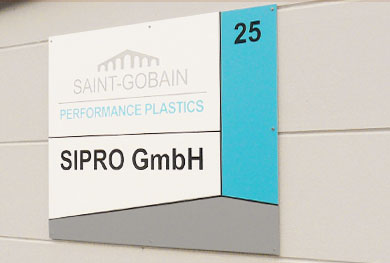 25
SAINT-GOBAIN
PERFORMANCE PLASTICS
SIPRO GmbH